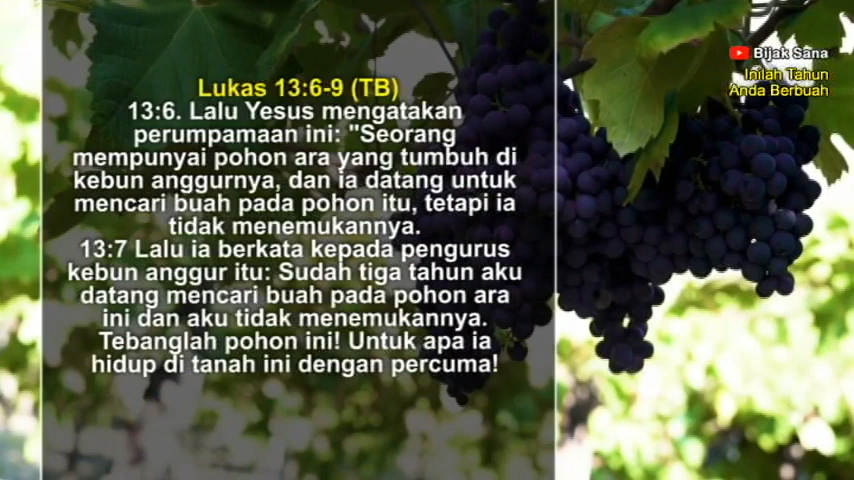 Lukas 13:6-9 (TB)
13:6. Lalu Yesus mengatakan
perumpamaan ini: "Seorang
mempunyai pohon ara yang tumbuh di
kebun anggurnya, dan ia datang untuk
mencari buah pada pohon itu, tetapi ia
tidak menemukannya.
13:7 Lalu ia berkata kepada pengurus
kebun anggur itu: Sudah tiga tahun aku
datang mencari buah pada pohon ara
ini dan aku tidak menemukannya.
Tebanglah pohon ini! Untuk apa ia
hidup di tanah ini dengan percuma!
Bijak Sana
Inilah Tahun
Anda Berbuah